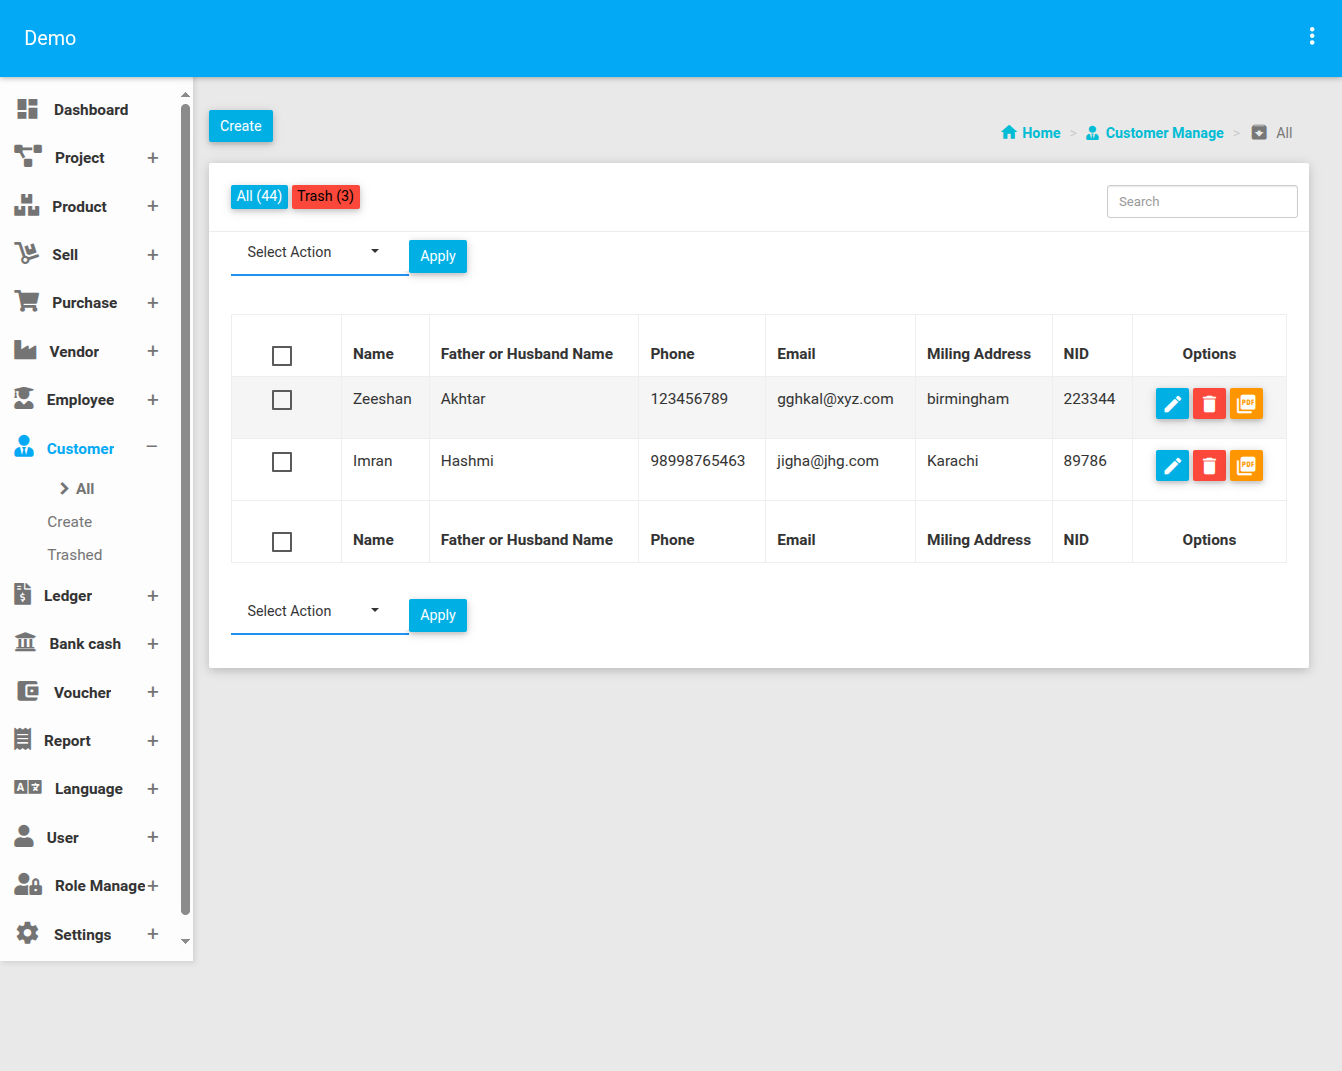 Demo
Dashboard
Project
Product
Sell
Purchase
Vendor
Employee
Customer
All
Create
Trashed
Ledger
Bank cash
Voucher
Report
Language
User
Role Manage
Settings
Create
Home > Customer Manage > All
All (44) Trash (3)
Search
Select Action Apply
Name Father or Husband Name Phone Email Miling Address NID Options
Zeeshan Akhtar 123456789 gghkal@xyz.com birmingham 223344 PDF
Imran Hashmi 98998765463 jigha@jhg.com Karachi 89786 PDF
Name Father or Husband Name Phone Email Miling Address NID Options
Select Action Apply